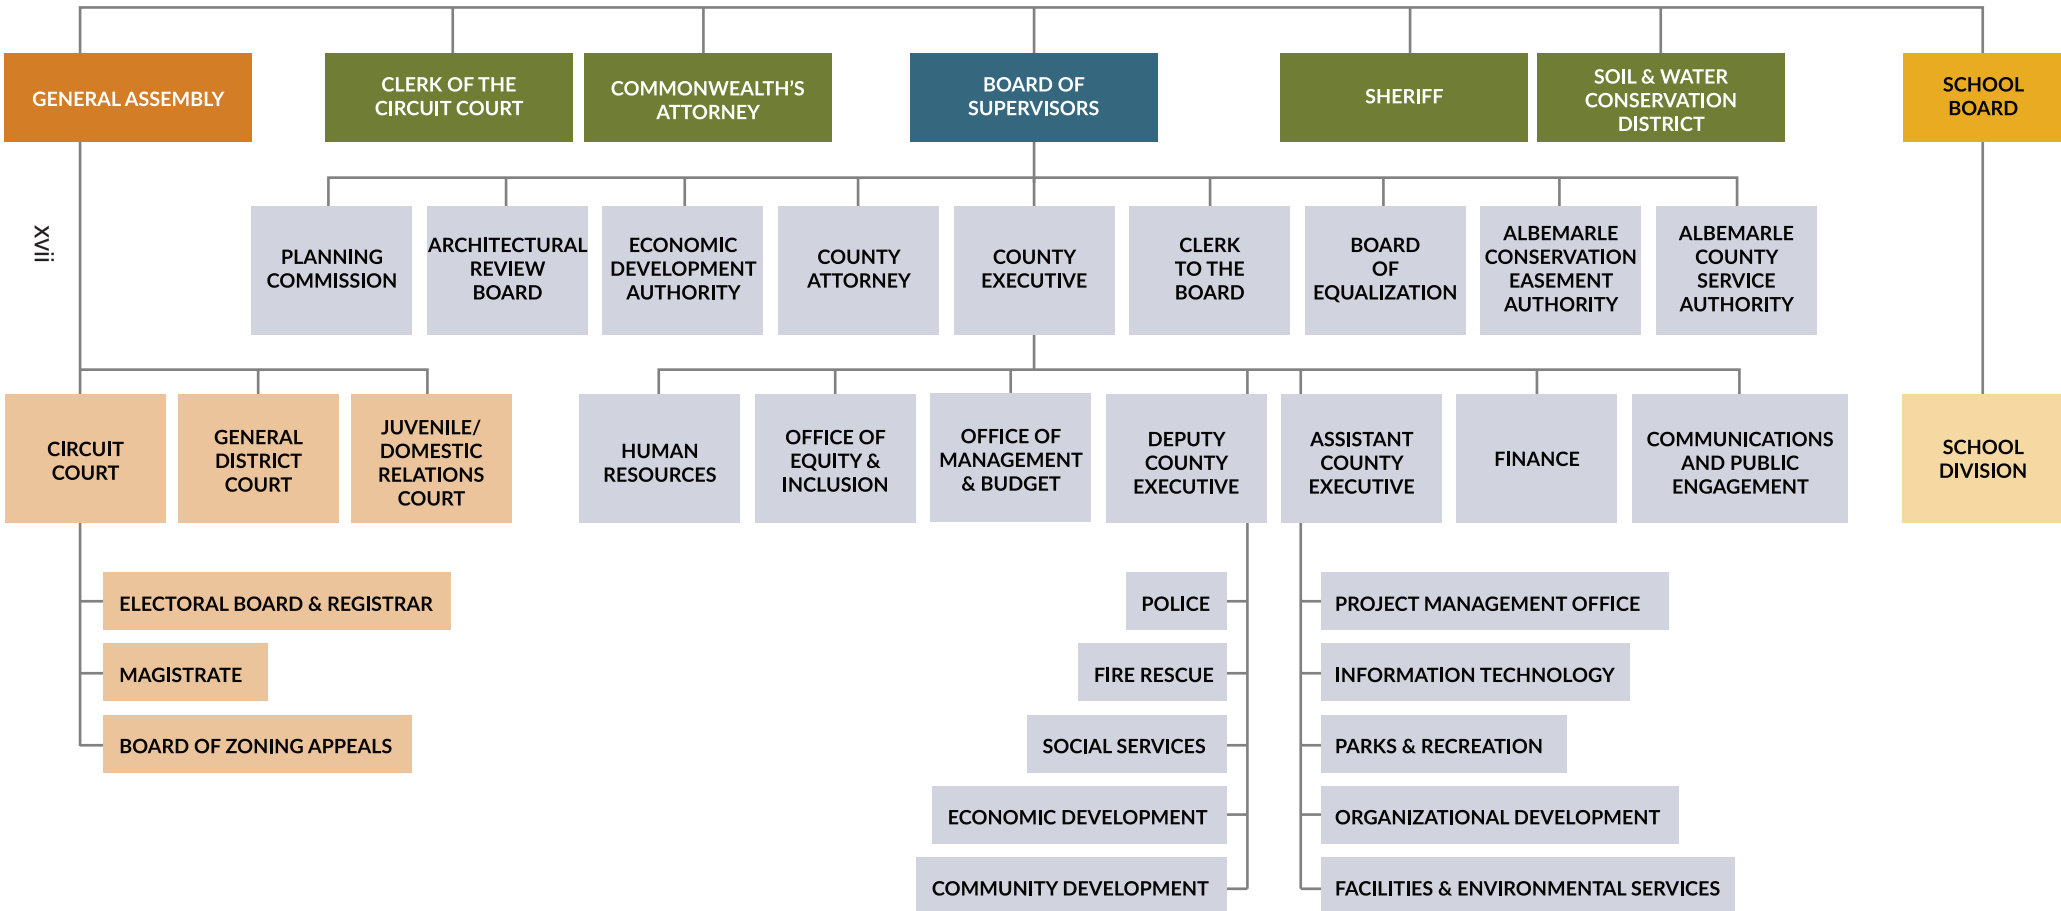 GENERAL ASSEMBLY
CLERK OF THE
CIRCUIT COURT
COMMONWEALTH'S
ATTORNEY
BOARD OF
SUPERVISORS
SHERIFF
SOIL & WATER
CONSERVATION
DISTRICT
SCHOOL
BOARD
xvii
PLANNING
COMMISSION
ARCHITECTURAL
REVIEW
BOARD
ECONOMIC
DEVELOPMENT
AUTHORITY
COUNTY
ATTORNEY
COUNTY
EXECUTIVE
CLERK
TO THE
BOARD
BOARD
OF
EQUALIZATION
ALBEMARLE
CONSERVATION
EASEMENT
AUTHORITY
ALBEMARLE
COUNTY
SERVICE
AUTHORITY
CIRCUIT
COURT
GENERAL
DISTRICT
COURT
JUVENILE/
DOMESTIC
RELATIONS
COURT
HUMAN
RESOURCES
OFFICE OF
EQUITY &
INCLUSION
OFFICE OF
MANAGEMENT
& BUDGET
DEPUTY
COUNTY
EXECUTIVE
ASSISTANT
COUNTY
EXECUTIVE
FINANCE
COMMUNICATIONS
AND PUBLIC
ENGAGEMENT
SCHOOL
DIVISION
ELECTORAL BOARD & REGISTRAR
MAGISTRATE
BOARD OF ZONING APPEALS
POLICE
FIRE RESCUE
SOCIAL SERVICES
ECONOMIC DEVELOPMENT
COMMUNITY DEVELOPMENT
PROJECT MANAGEMENT OFFICE
INFORMATION TECHNOLOGY
PARKS & RECREATION
ORGANIZATIONAL DEVELOPMENT
FACILITIES & ENVIRONMENTAL SERVICES